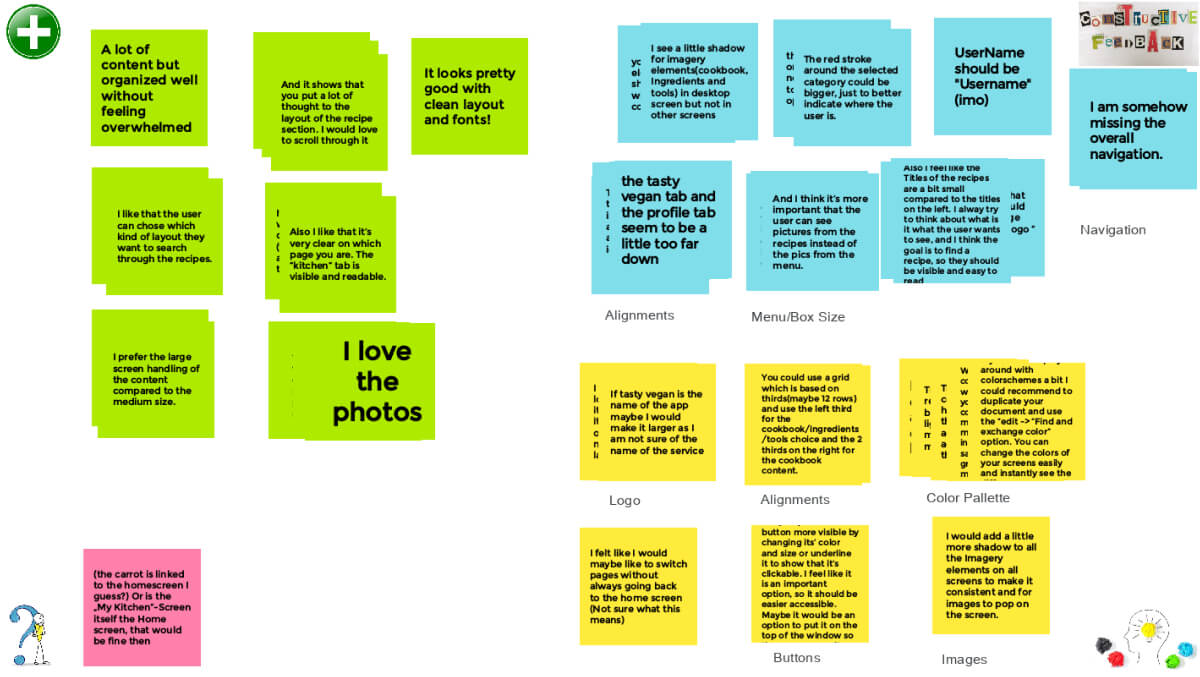 A lot of
content but
organized well
without
feeling
overwhelmed
And it shows that
you put a lot of
thought to the
layout of the recipe
section. I would love
to scroll through it
It looks pretty
good with
clean layout
and fonts!
I like that the user
can chose which
kind of layout they
want to search
through the recipes.
Also I like that it's
very clear on which
page you are. The
"kitchen" tab is
visible and readable.
I prefer the large
screen handling of
the content
compared to the
medium size.
I love
the
photos
(the carrot is linked
to the homescreen I
guess?) Or is the
„My Kitchen"-Screen
itself the Home
screen, that would
be fine then
I see a little shadow
for imagery
elements(cookbook,
Ingredients and
tools) in desktop
screen but not in
other screens
The red stroke
around the selected
category could be
bigger, just to better
indicate where the
user is.
UserName
should be
"Username"
(imo)
CONSTRUCTIVE
FEEDBACK
I am somehow
missing the
overall
navigation.
Navigation
the tasty
vegan tab and
the profile tab
seem to be a
little too far
down
Alignments
And I think it's more
important that the
user can see
pictures from the
recipes instead of
the pics from the
menu.
Menu/Box Size
Also I feel like the
Titles of the recipes
are a bit small
compared to the titles
on the left. I alway try
to think about what is
it what the user wants
to see, and I think the
goal is to find a
recipe, so they should
be visible and easy to
read
If tasty vegan is the
name of the app
maybe I would
make it larger as I
am not sure of the
name of the service
Logo
You could use a grid
which is based on
thirds(maybe 12 rows)
and use the left third
for the
cookbook/ingredients
/tools choice and the 2
thirds on the right for
the cookbook
content.
Alignments
around with
colorschemes a bit I
could recommend to
duplicate your
document and use
the "edit -> "Find and
exchange color"
option. You can
change the colors of
your screens easily
and instantly see the
Color Pallette
I felt like I would
maybe like to switch
pages without
always going back
to the home screen
(Not sure what this
means)
button more visible by
changing its' color
and size or underline
it to show that it's
clickable. I feel like it
is an important
option, so It should be
easier accessible.
Maybe it would be an
option to put it on the
top of the window so
Buttons
I would add a little
more shadow to all
the Imagery
elements on all
screens to make it
consistent and for
images to pop on
the screen.
Images